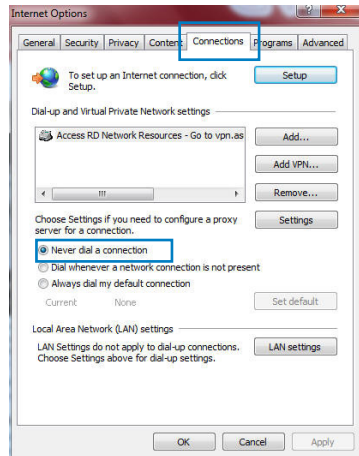 Internet Options
General Security Privacy Content Connections Programs Advanced
To set up an Internet connection, click
Setup.
Setup
Dial-up and Virtual Private Network settings
Access RD Network Resources - Go to vpn.as
Add...
Add VPN...
Remove...
Choose Settings if you need to configure a proxy
server for a connection.
Settings
Never dial a connection
Dial whenever a network connection is not present
Always dial my default connection
Current None
Set default
Local Area Network (LAN) settings
LAN Settings do not apply to dial-up connections.
Choose Settings above for dial-up settings.
LAN settings
OK Cancel Apply